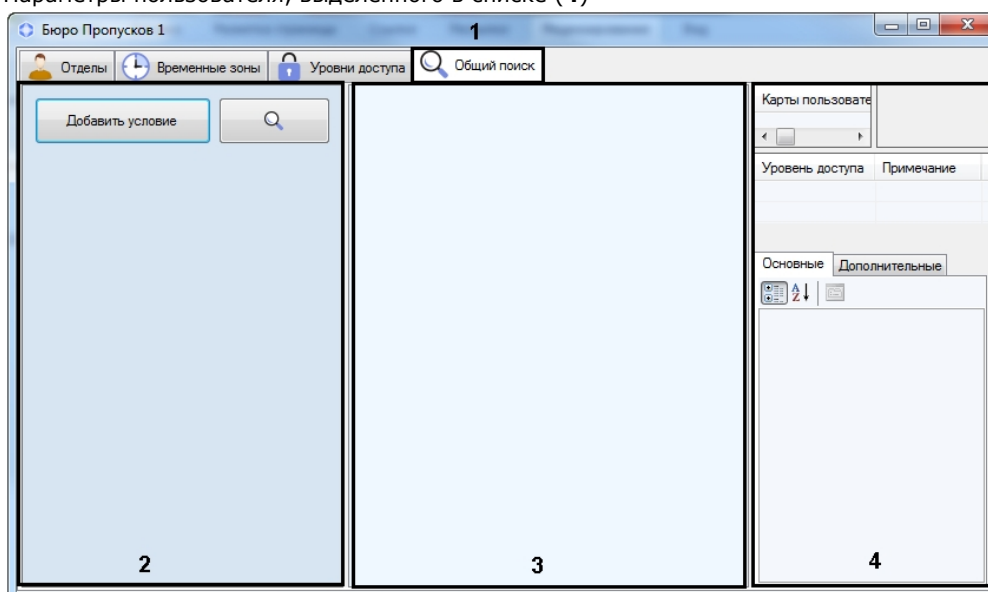 Параметры пользователя, выделенного в списке (4)
Бюро Пропусков 1
1
Отделы
Временные зоны
Уровни доступа
Общий поиск
Добавить условие
Карты пользовате
Уровень доступа Примечание
Основные Дополнительные
2
3
4